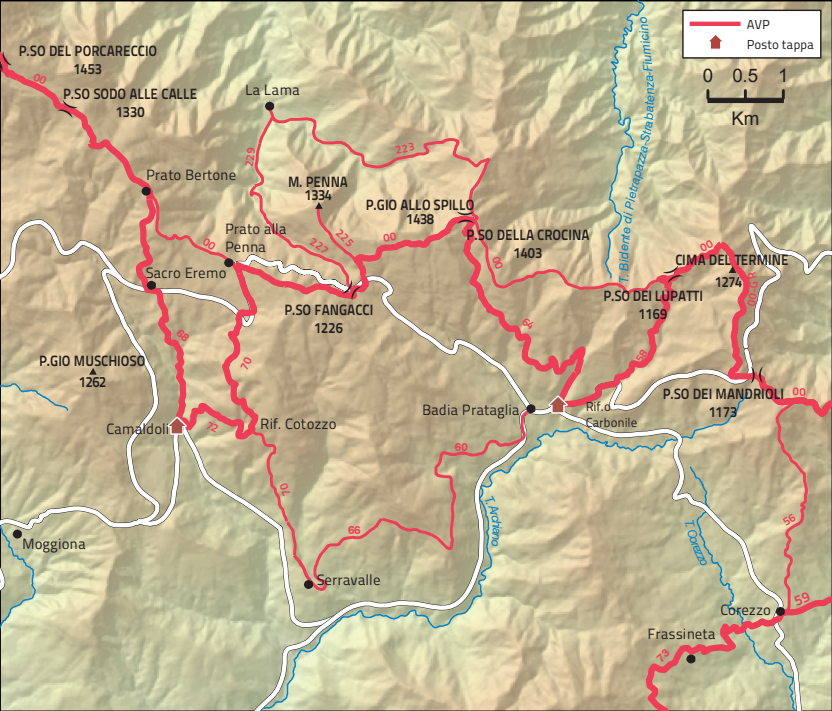 AVP
Posto tappa
0 0.5 1
Km
P.SO DEL PORCARECCIO
1453
00
P.SO SODO ALLE CALLE
1330
La Lama
223
229
M. PENNA
1334
Prato Bertone
P.GIO ALLO SPILLO
1438
T. Bidente di Pietrapazza-Strabatenza-Fiumicino
Prato alla
Penna
00
225
227
00
P.SO DELLA CROCINA
1403
00
00
CIMA DEL TERMINE
1274
Sacro Eremo
P.SO FANGACCI
1226
P.SO DEI LUPATTI
1169
64
68
58
70
P.GIO MUSCHIOSO
1262
P.SO DEI MANDRIOLI
1173
00
Camaldoli
72
Rif. Cotozzo
Badia Prataglia
Rif.o
Carbonile
60
70
66
T. Archiano
56
T. Corezzo
Moggiona
Serravalle
59
Corezzo
Frassineta
73